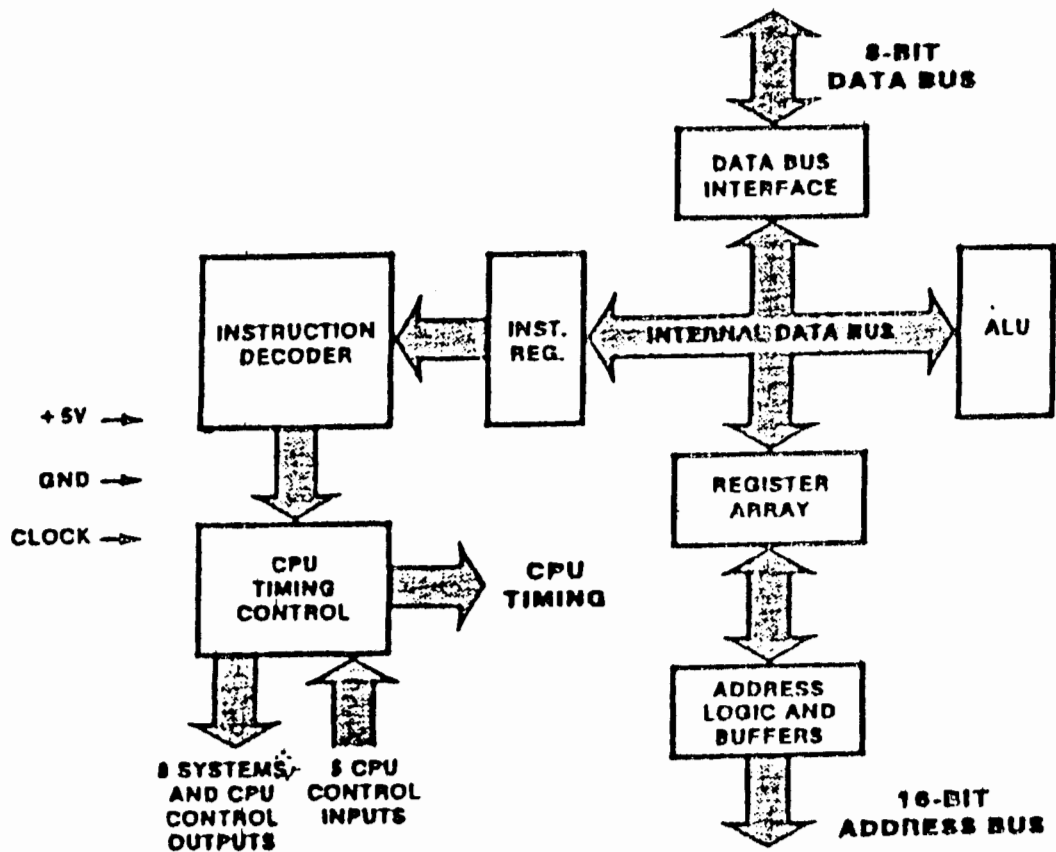 8-BIT
DATA BUS
DATA BUS
INTERFACE
INSTRUCTION
DECODER
INST.
REG.
INTERNAL DATA BUS
ALU
+ 5V
GND
CLOCK
REGISTER
ARRAY
CPU
TIMING
CONTROL
CPU
TIMING
ADDRESS
LOGIC AND
BUFFERS
8 SYSTEMS
AND CPU
CONTROL
OUTPUTS
5 CPU
CONTROL
INPUTS
16-BIT
ADDRESS BUS